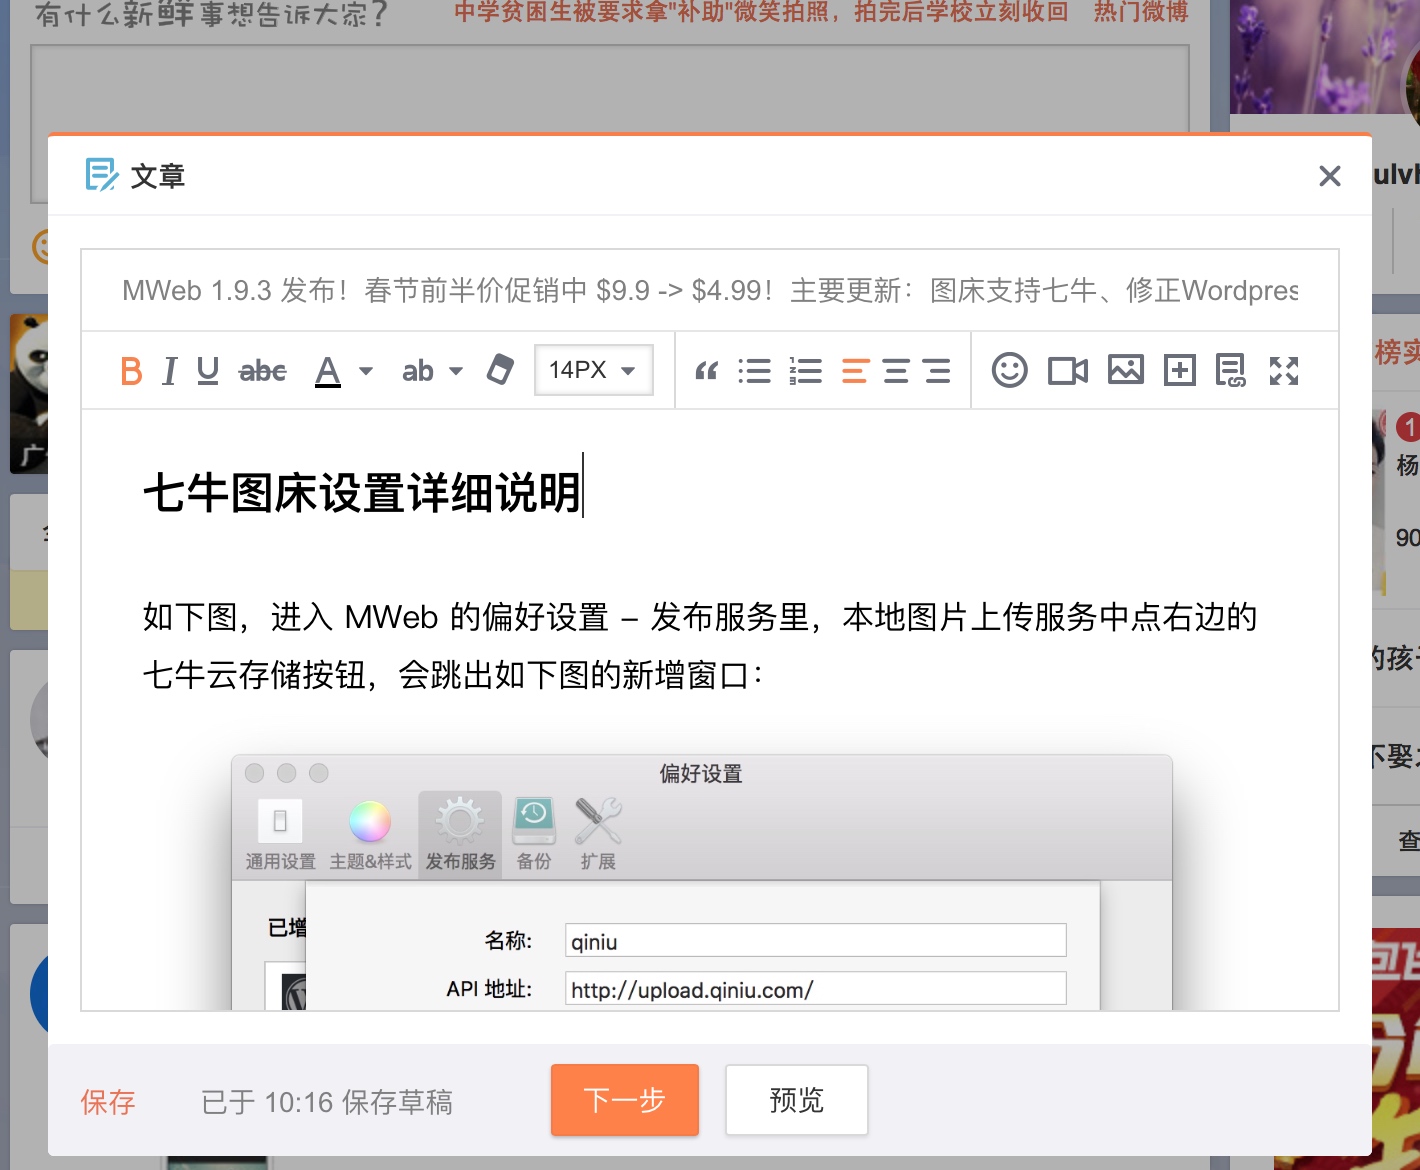 有什么新鲜事想告诉大家?
中学贫困生被要求拿"补助"微笑拍照，拍完后学校立刻收回 热门微博
文章
ulvh
MWeb 1.9.3 发布！春节前半价促销中 $9.9 -> $4.99！主要更新：图床支持七牛、修正Wordpres
B I U abc A ab 14PX
榜实
1
杨
90
广
七牛图床设置详细说明
如下图，进入 MWeb 的偏好设置 – 发布服务里，本地图片上传服务中点右边的
七牛云存储按钮，会跳出如下图的新增窗口：
的孩子
不娶
查
偏好设置
通用设置 主题&样式 发布服务 备份 扩展
已增
名称: qiniu
API 地址: http://upload.qiniu.com/
保存 已于 10:16 保存草稿 下一步 预览